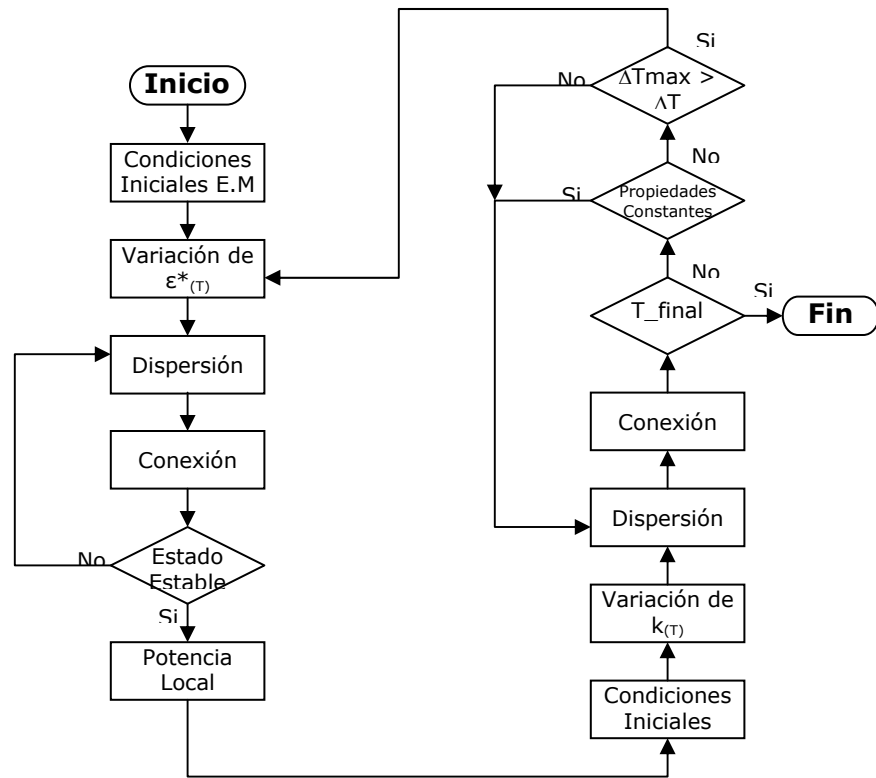 Inicio
Condiciones
Iniciales E.M
Variación de
ε*(T)
Dispersión
Conexión
No
Estado
Estable
Si
Potencia
Local
Si
No
ΔTmax >
ΔT
No
Si
Propiedades
Constantes
No
Si
T_final
Fin
Conexión
Dispersión
Variación de
k(T)
Condiciones
Iniciales